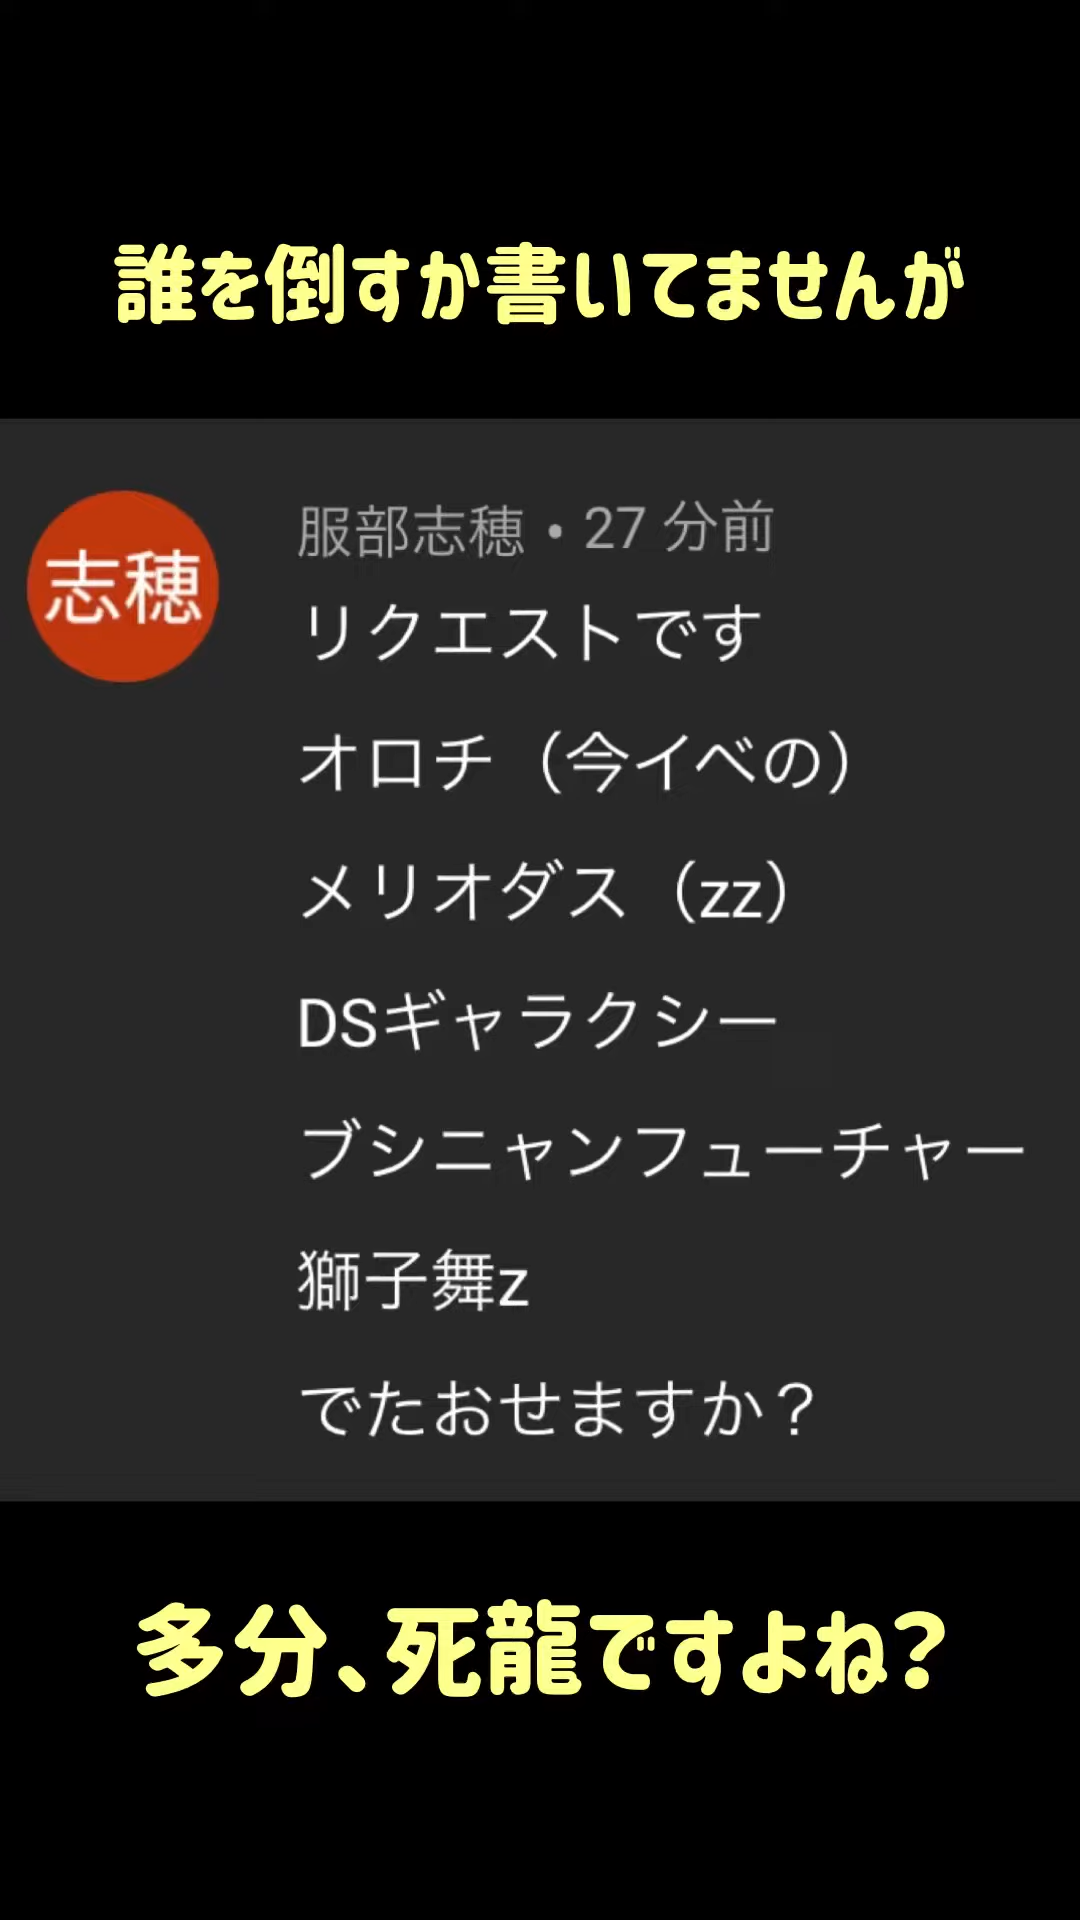 誰を倒すか書いてませんが
志穂
服部志穂・27 分前
リクエストです
オロチ（今イベの）
メリオダス（zz）
DSギャラクシー
ブシニャンフューチャー
獅子舞z
でたおせますか？
多分、死龍ですよね？